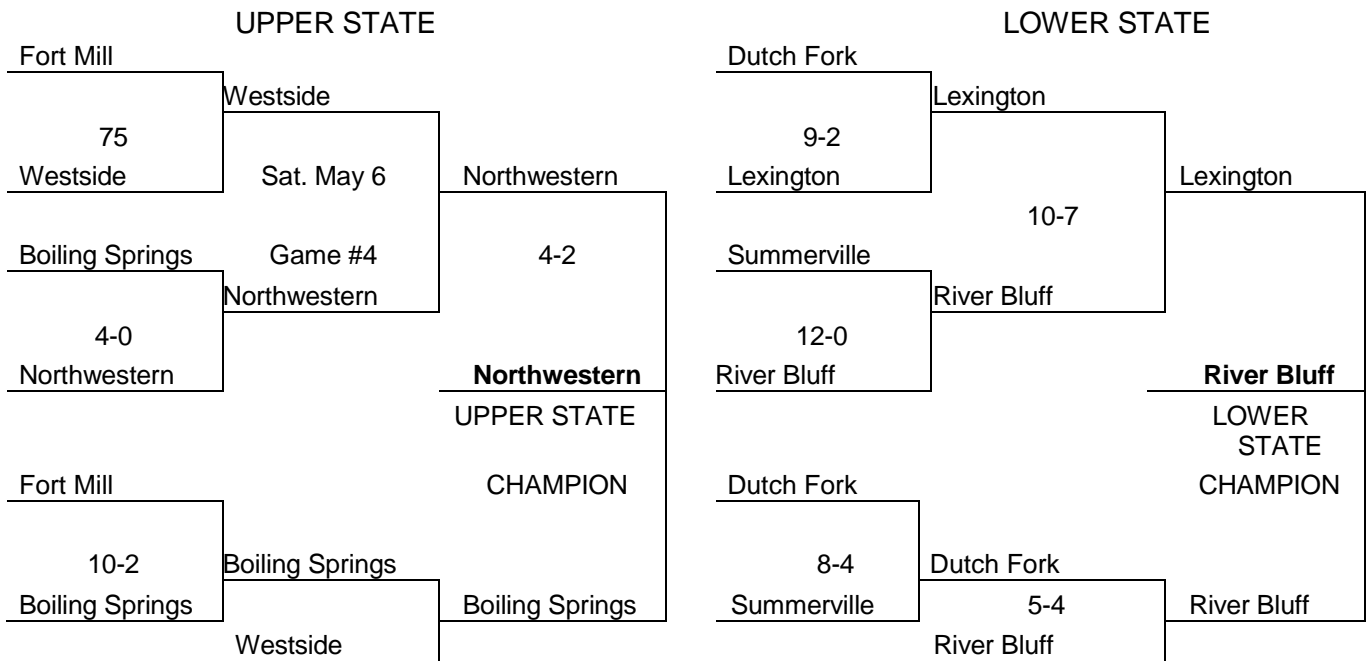 UPPER STATE LOWER STATE
Fort Mill Dutch Fork
Westside Lexington
75 9-2
Westside Sat. May 6 Northwestern Lexington Lexington
10-7
Boiling Springs Game #4 4-2 Summerville
Northwestern River Bluff
4-0 12-0
Northwestern Northwestern River Bluff River Bluff
UPPER STATE LOWER
STATE
Fort Mill CHAMPION Dutch Fork CHAMPION
10-2 Boiling Springs 8-4 Dutch Fork
Boiling Springs Boiling Springs Summerville 5-4 River Bluff
Westside River Bluff